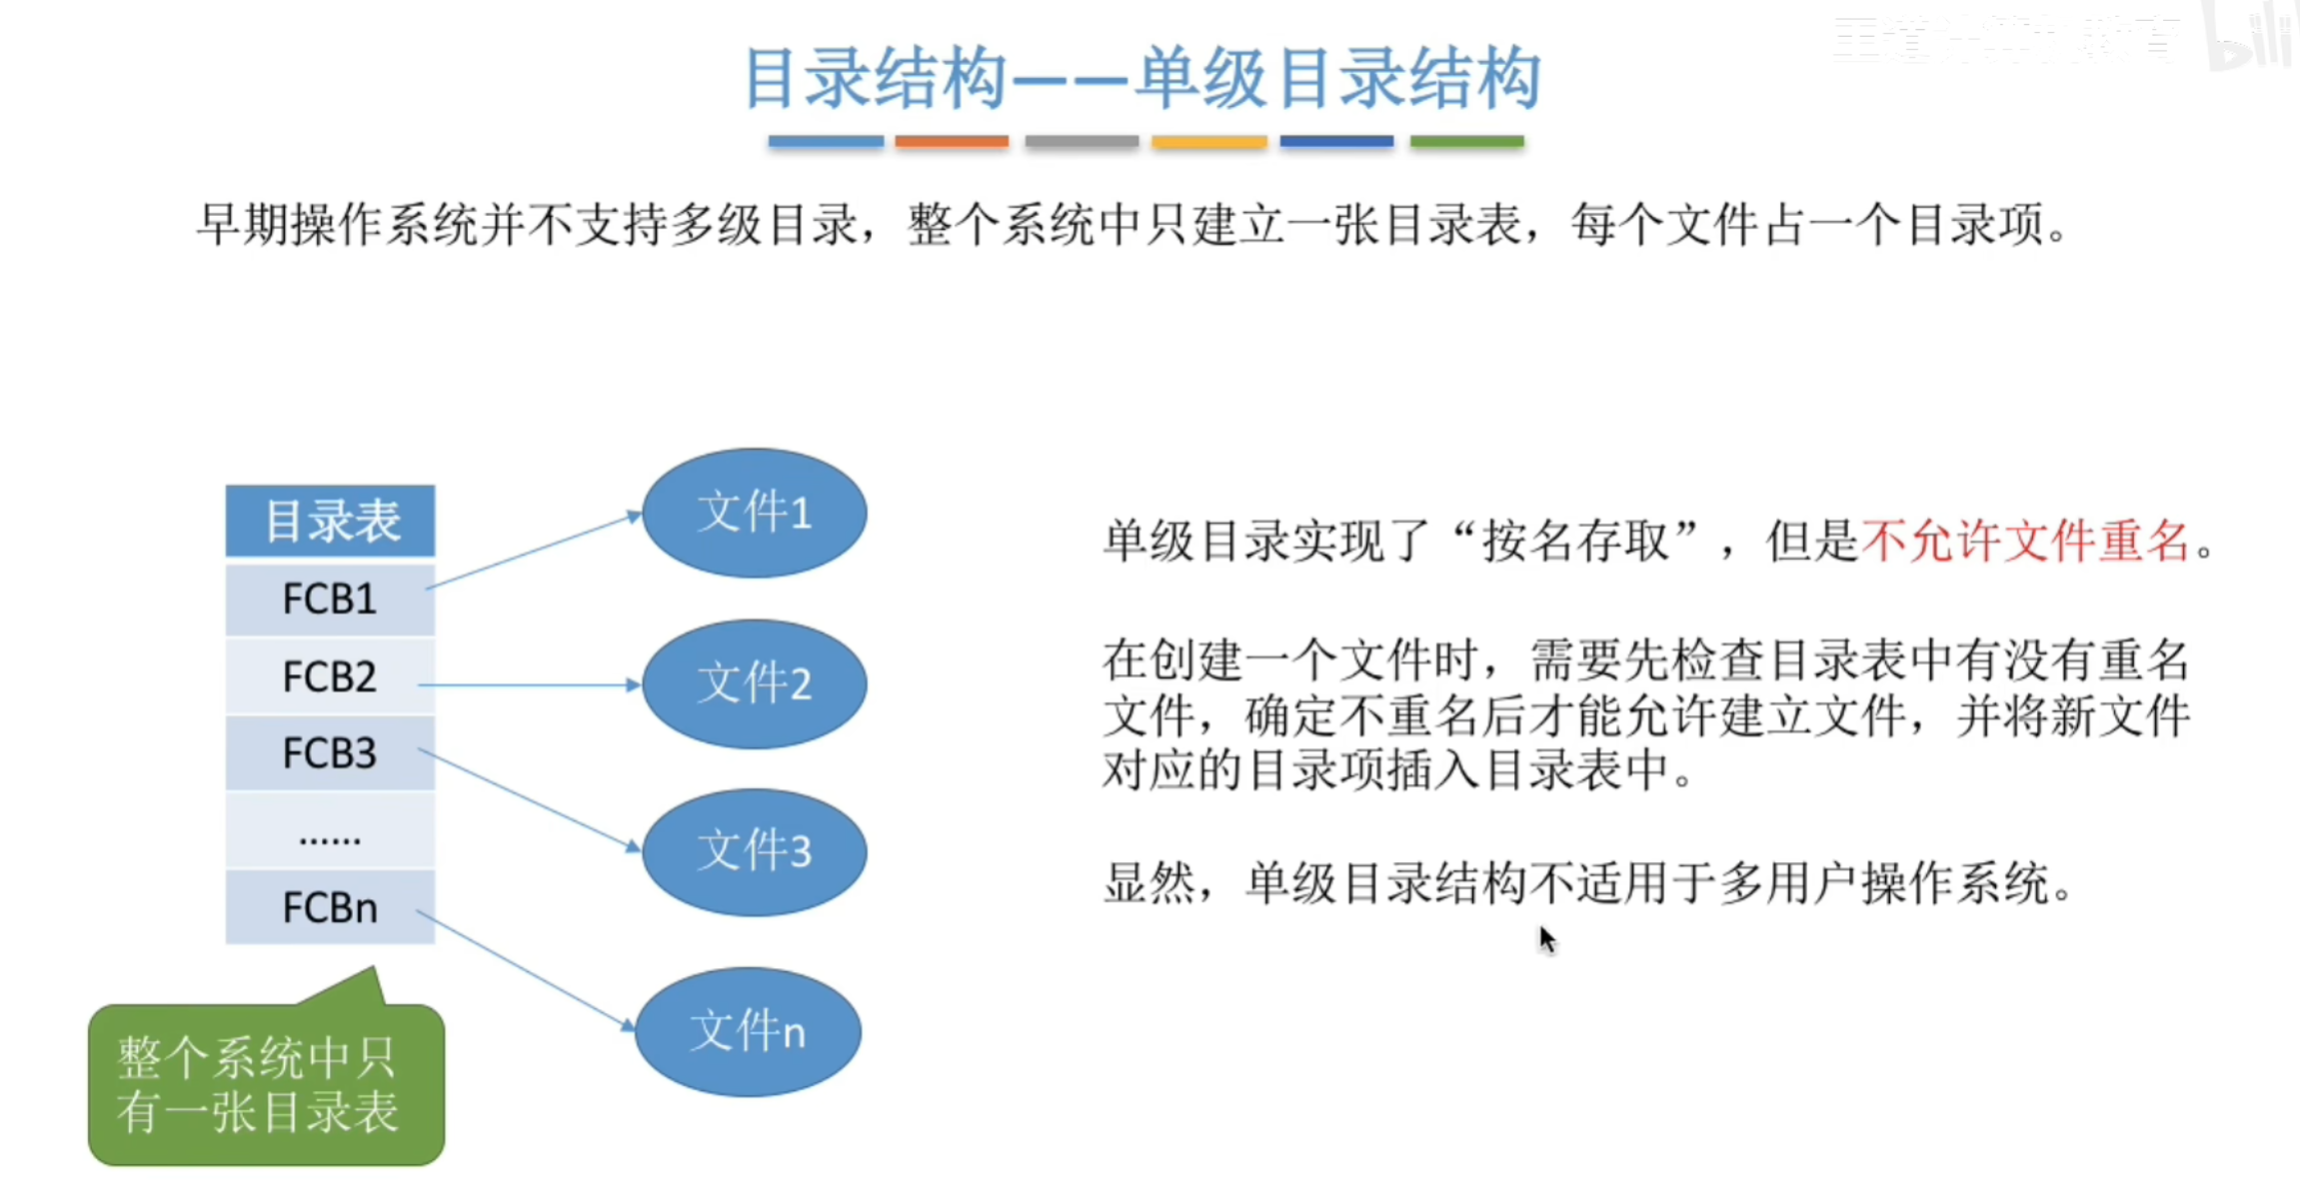 目录结构——单级目录结构
早期操作系统并不支持多级目录，整个系统中只建立一张目录表，每个文件占一个目录项。
目录表
FCB1
FCB2
FCB3
……
FCBn
文件1
文件2
文件3
文件n
整个系统中只
有一张目录表
单级目录实现了“按名存取”，但是不允许文件重名。
在创建一个文件时，需要先检查目录表中有没有重名
文件，确定不重名后才能允许建立文件，并将新文件
对应的目录项插入目录表中。
显然，单级目录结构不适用于多用户操作系统。